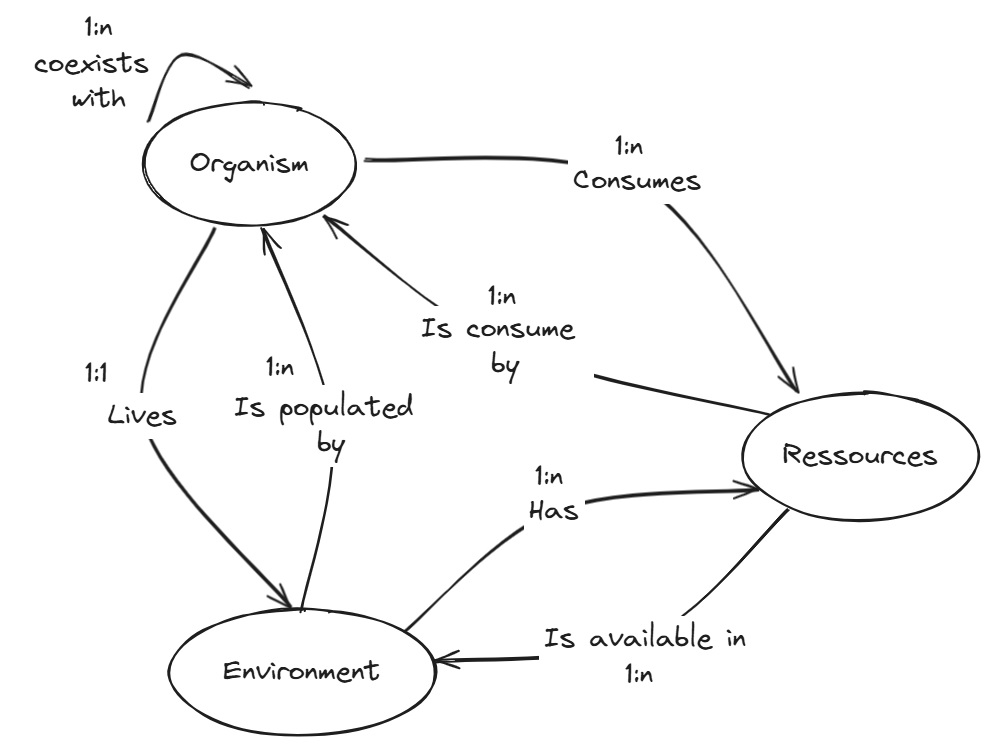 1:n
coexists
with
Organism
1:n
Consumes
1:n
Is consume
by
1:1
Lives
1:n
Is populated
by
Ressources
1:n
Has
Is available in
1:n
Environment